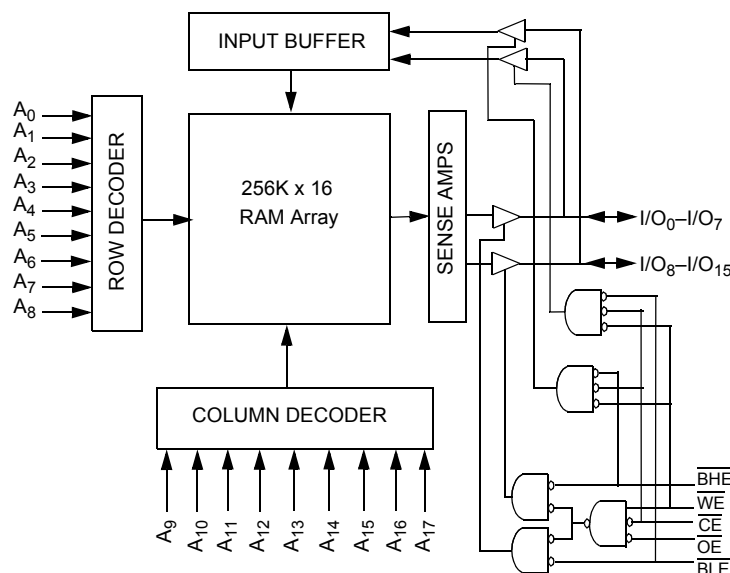 INPUT BUFFER
A0
A1
A2
A3
A4
A5
A6
A7
A8
ROW DECODER
256K x 16
RAM Array
SENSE AMPS
I/O0–I/O7
I/O8–I/O15
COLUMN DECODER
A9
A10
A11
A12
A13
A14
A15
A16
A17
BHE
WE
CE
OE
BLE